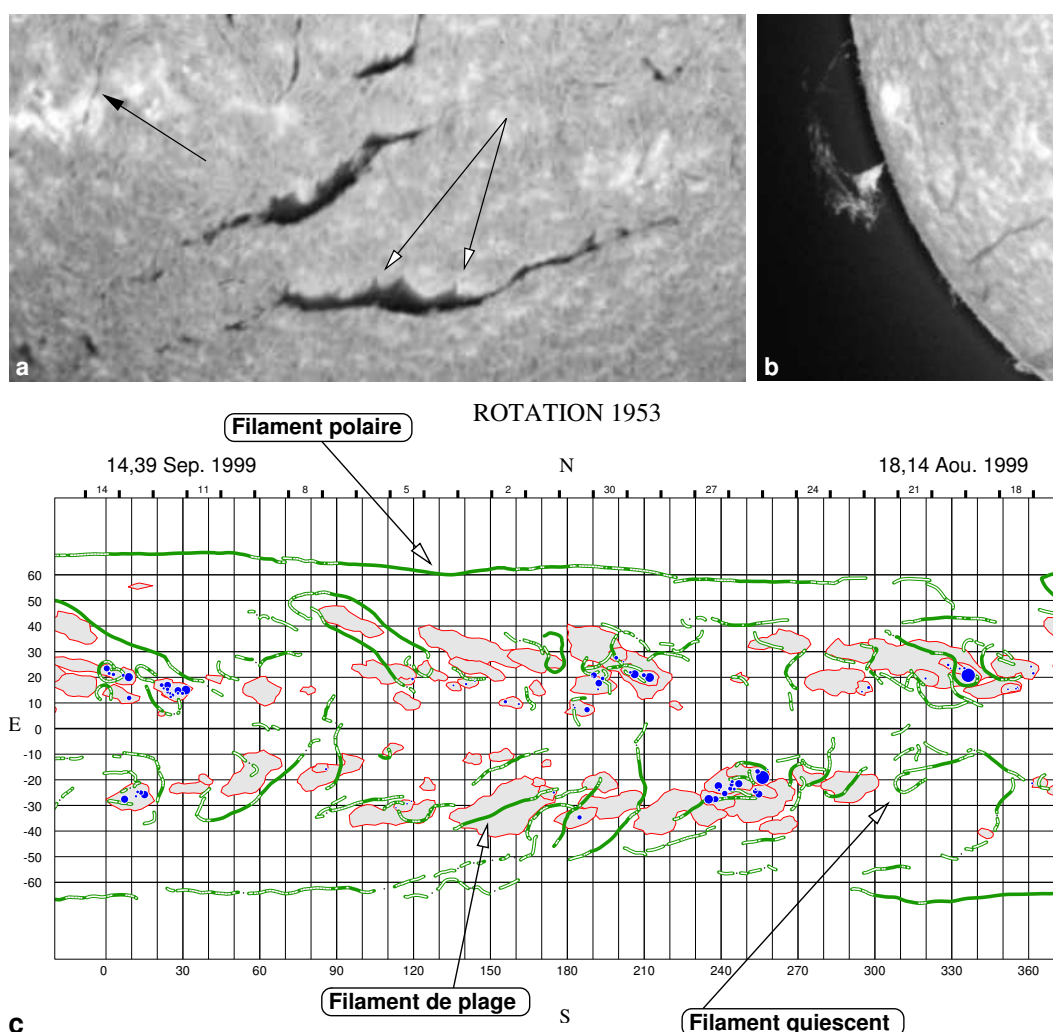 a
b
ROTATION 1953
Filament polaire
14,39 Sep. 1999
N
18,14 Aou. 1999
14 11 8 5 2 30 27 24 21 18
60
50
40
30
20
10
E
0
-10
-20
-30
-40
-50
-60
0 30 60 90 120 150 180 210 240 270 300 330 360
Filament de plage
S
Filament quiescent
c